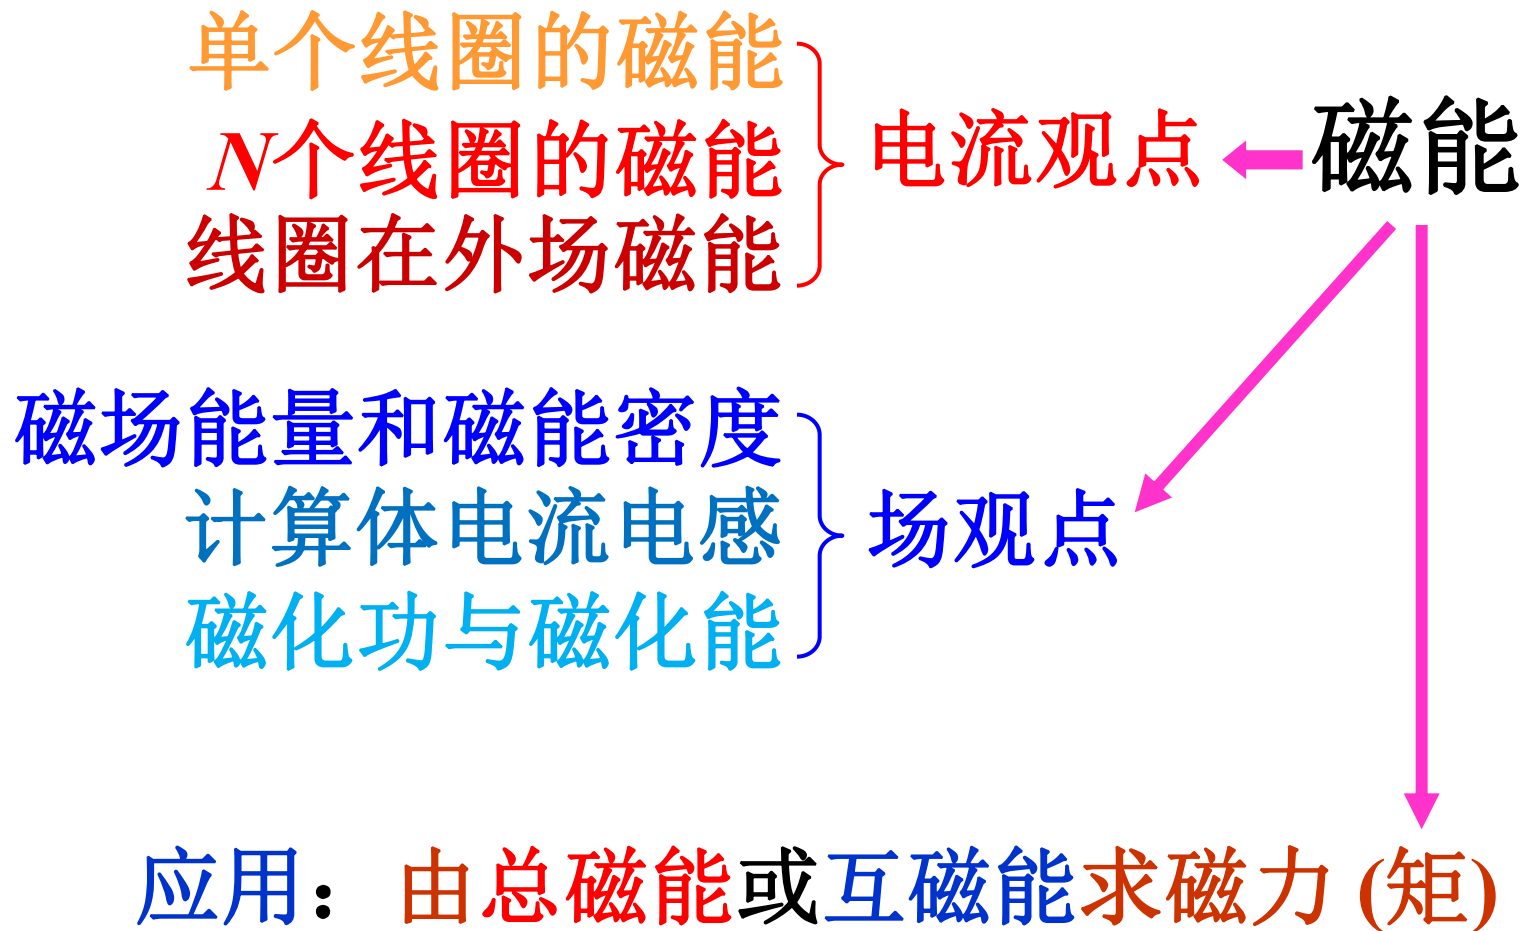 单个线圈的磁能
N个线圈的磁能
线圈在外场磁能
电流观点
磁能
磁场能量和磁能密度
计算体电流电感
磁化功与磁化能
场观点
应用：由总磁能或互磁能求磁力 (矩)